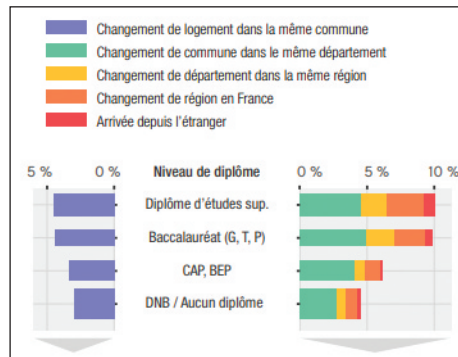 Changement de logement dans la même commune
Changement de commune dans le même département
Changement de département dans la même région
Changement de région en France
Arrivée depuis l'étranger
5 % 0 % Niveau de diplôme 0 % 5 % 10 %
Diplôme d'études sup.
Baccalauréat (G, T, P)
CAP, BEP
DNB / Aucun diplôme